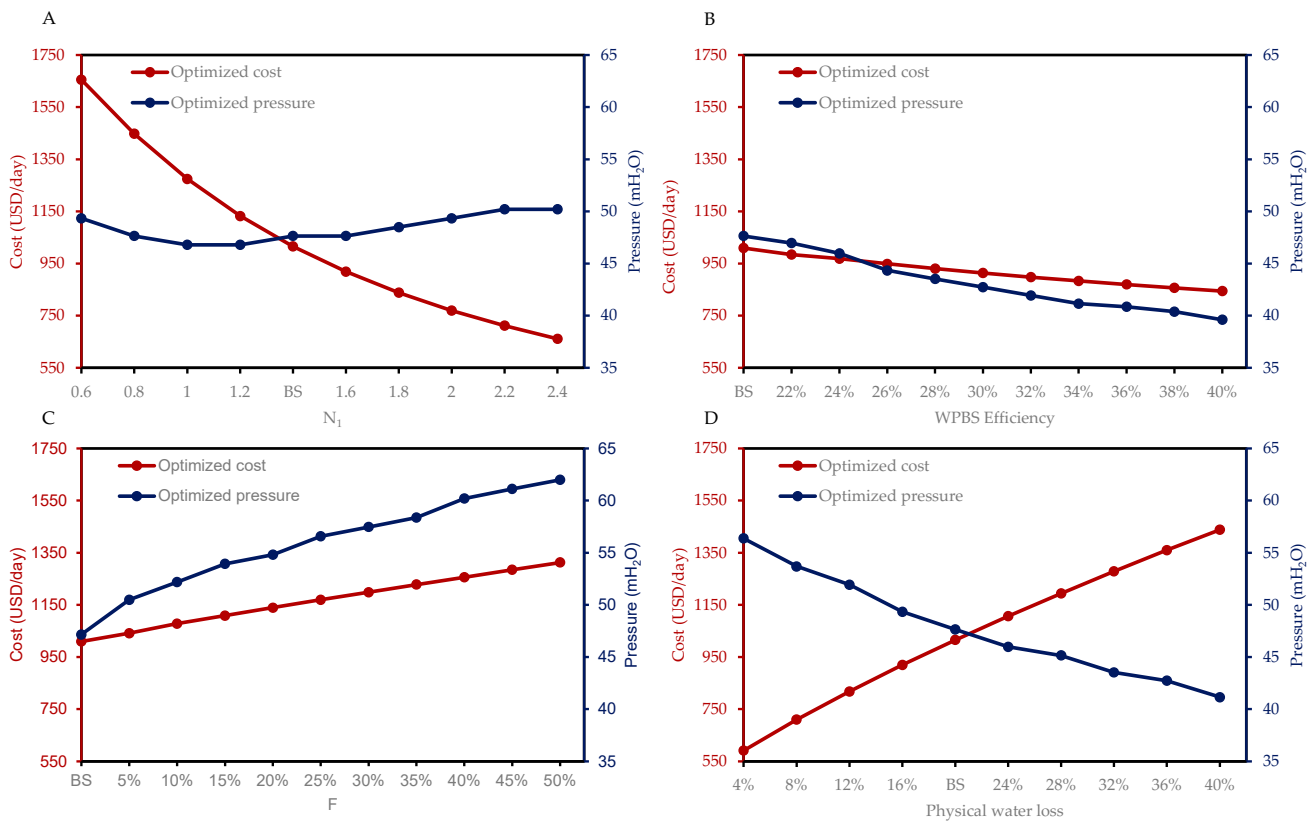 A
1750
1550
1350
1150
950
750
550
Cost (USD/day)
Optimized cost
Optimized pressure
65
60
55
50
45
40
35
Pressure (mH₂O)
0.6 0.8 1 1.2 BS 1.6 1.8 2 2.2 2.4
N₁
B
1750
1550
1350
1150
950
750
550
Cost (USD/day)
Optimized cost
Optimized pressure
65
60
55
50
45
40
35
Pressure (mH₂O)
BS 22% 24% 26% 28% 30% 32% 34% 36% 38% 40%
WPBS Efficiency
C
1750
1550
1350
1150
950
750
550
Cost (USD/day)
Optimized cost
Optimized pressure
65
60
55
50
45
40
35
Pressure (mH₂O)
BS 5% 10% 15% 20% 25% 30% 35% 40% 45% 50%
F
D
1750
1550
1350
1150
950
750
550
Cost (USD/day)
Optimized cost
Optimized pressure
65
60
55
50
45
40
35
Pressure (mH₂O)
4% 8% 12% 16% BS 24% 28% 32% 36% 40%
Physical water loss